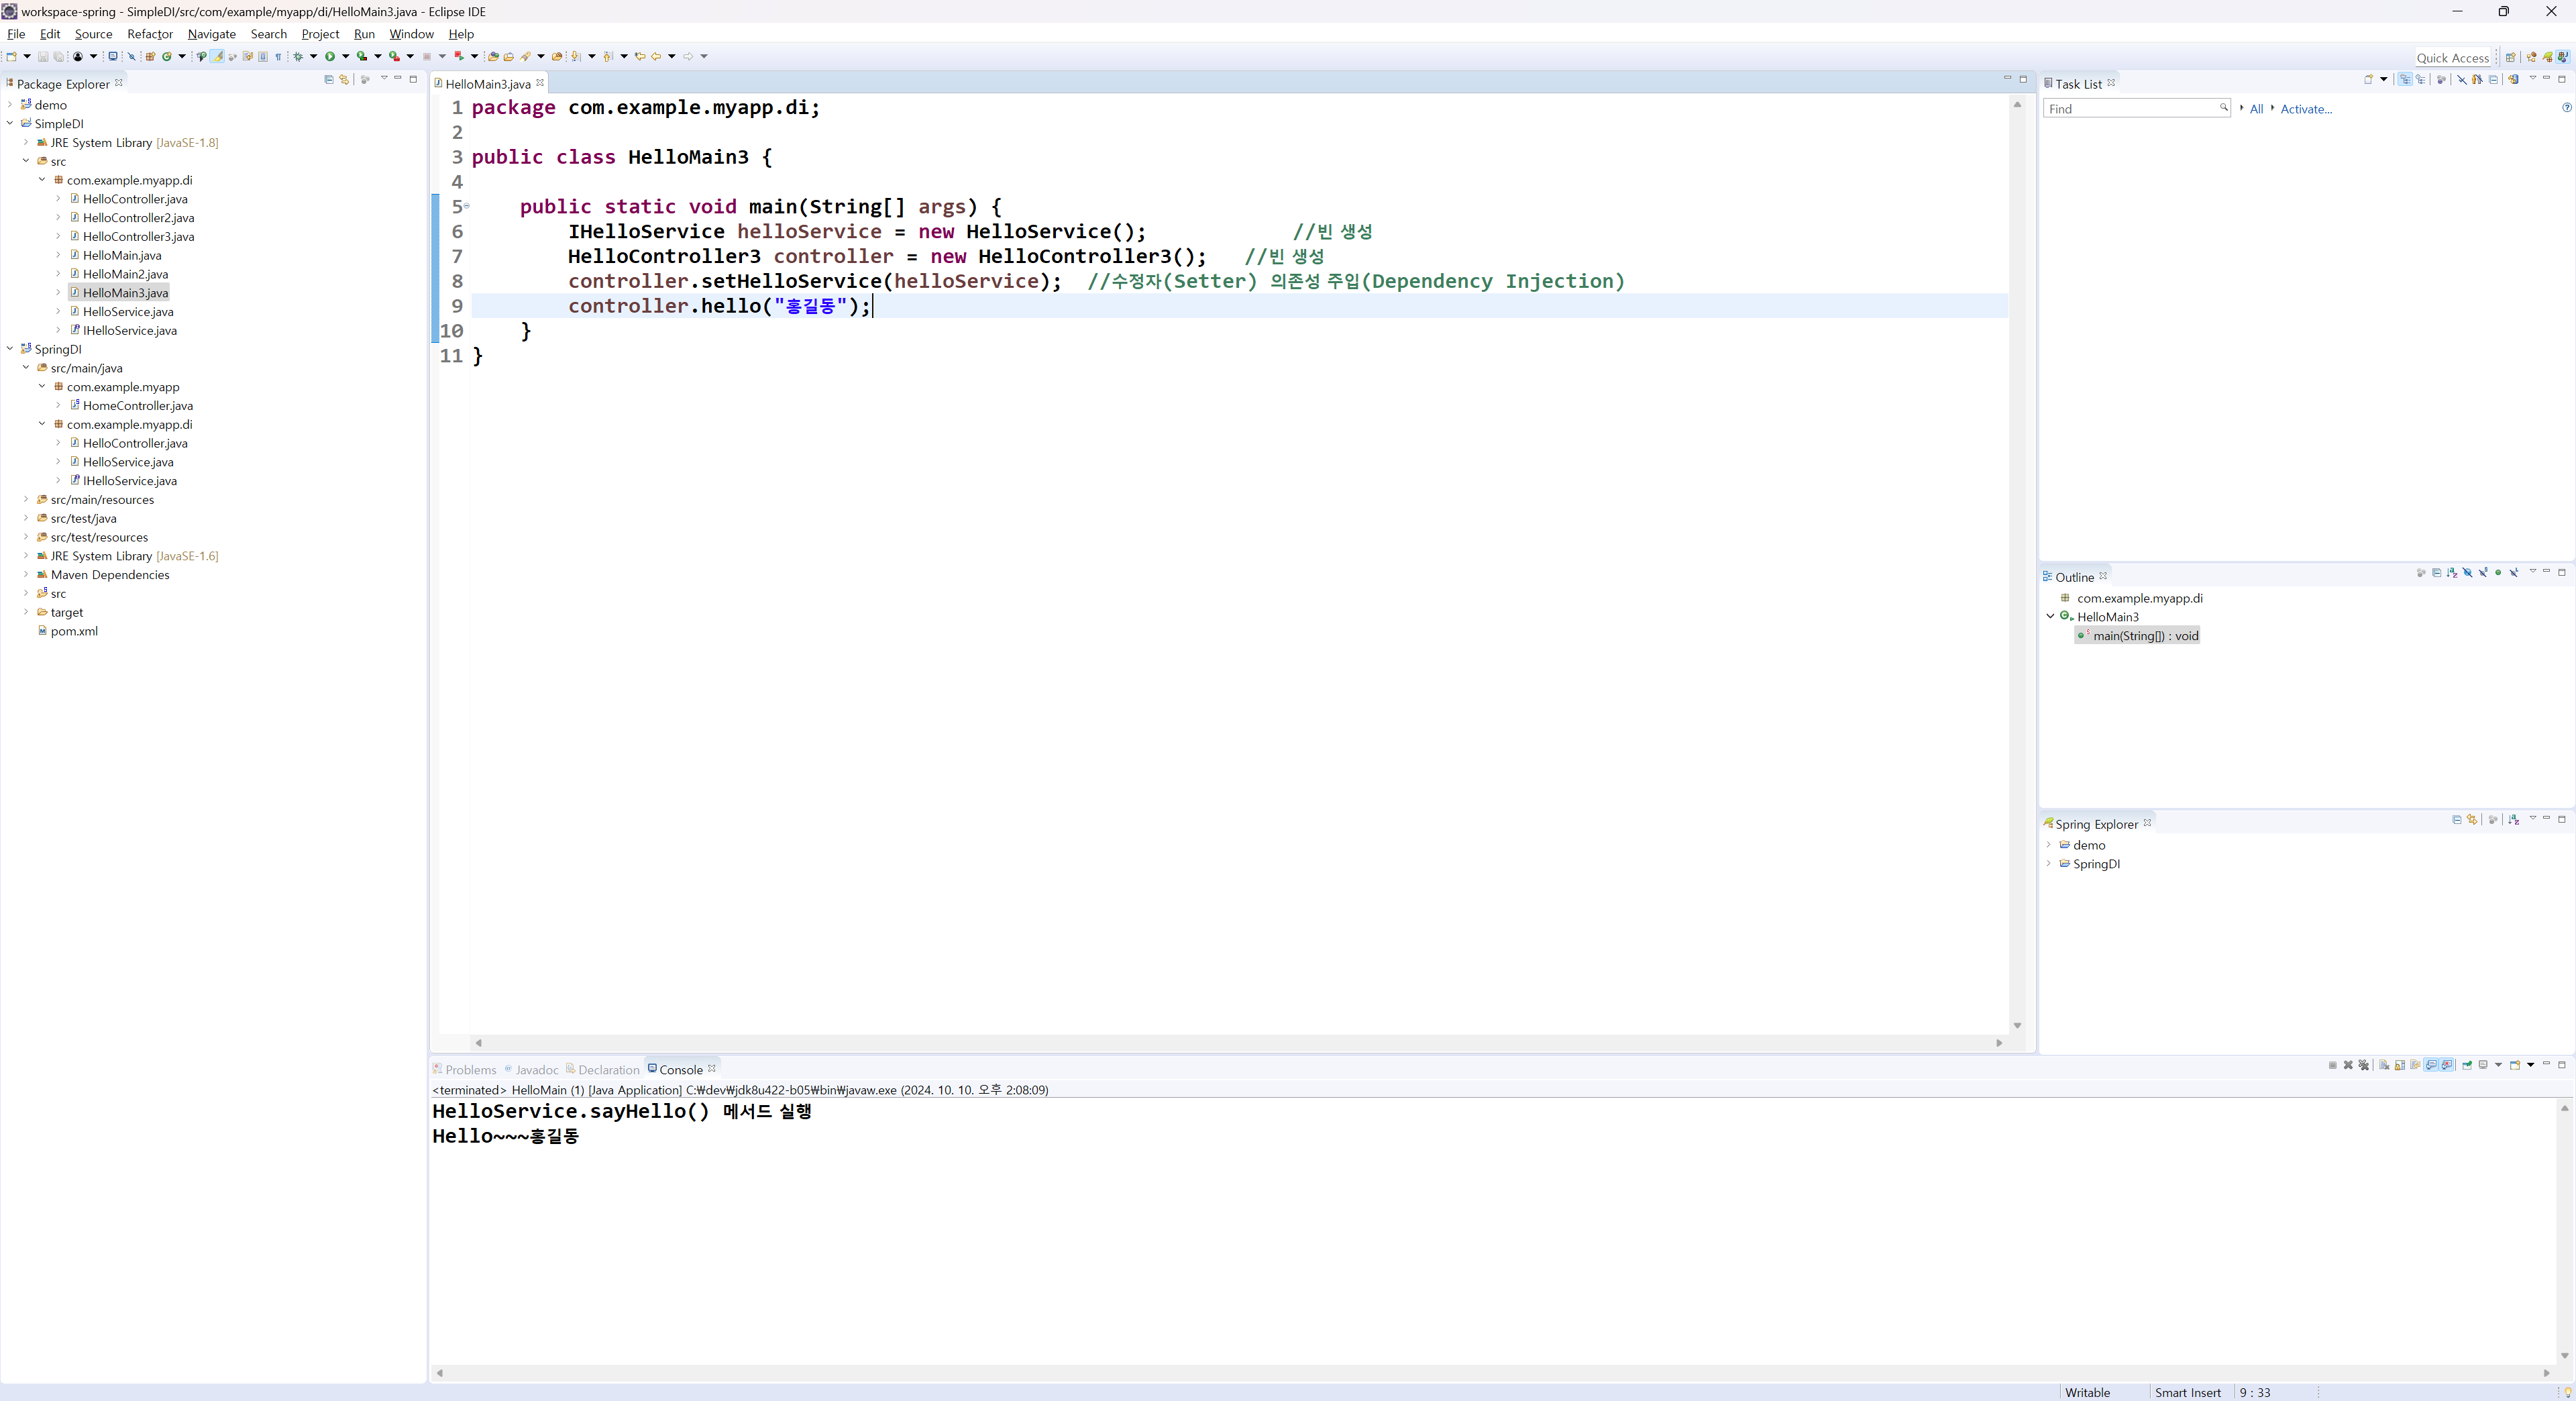 workspace-spring - SimpleDI/src/com/example/myapp/di/HelloMain3.java - Eclipse IDE
File Edit Source Refactor Navigate Search Project Run Window Help
Quick Access
Package Explorer
demo
SimpleDI
JRE System Library [JavaSE-1.8]
src
com.example.myapp.di
HelloController.java
HelloController2.java
HelloController3.java
HelloMain.java
HelloMain2.java
HelloMain3.java
HelloService.java
IHelloService.java
SpringDI
src/main/java
com.example.myapp
HomeController.java
com.example.myapp.di
HelloController.java
HelloService.java
IHelloService.java
src/main/resources
src/test/java
src/test/resources
JRE System Library [JavaSE-1.6]
Maven Dependencies
src
target
pom.xml
HelloMain3.java
1 package com.example.myapp.di;
2
3 public class HelloMain3 {
4
5 public static void main(String[] args) {
6 IHelloService helloService = new HelloService(); //빈 생성
7 HelloController3 controller = new HelloController3(); //빈 생성
8 controller.setHelloService(helloService); //수정자(Setter) 의존성 주입(Dependency Injection)
9 controller.hello("홍길동");
10 }
11 }
Problems Javadoc Declaration Console
<terminated> HelloMain (1) [Java Application] C:₩dev₩jdk8u422-b05₩bin₩javaw.exe (2024. 10. 10. 오후 2:08:09)
HelloService.sayHello() 메서드 실행
Hello~~~홍길동
Task List
Find All Activate...
Outline
com.example.myapp.di
HelloMain3
main(String[]) : void
Spring Explorer
demo
SpringDI
Writable Smart Insert 9 : 33